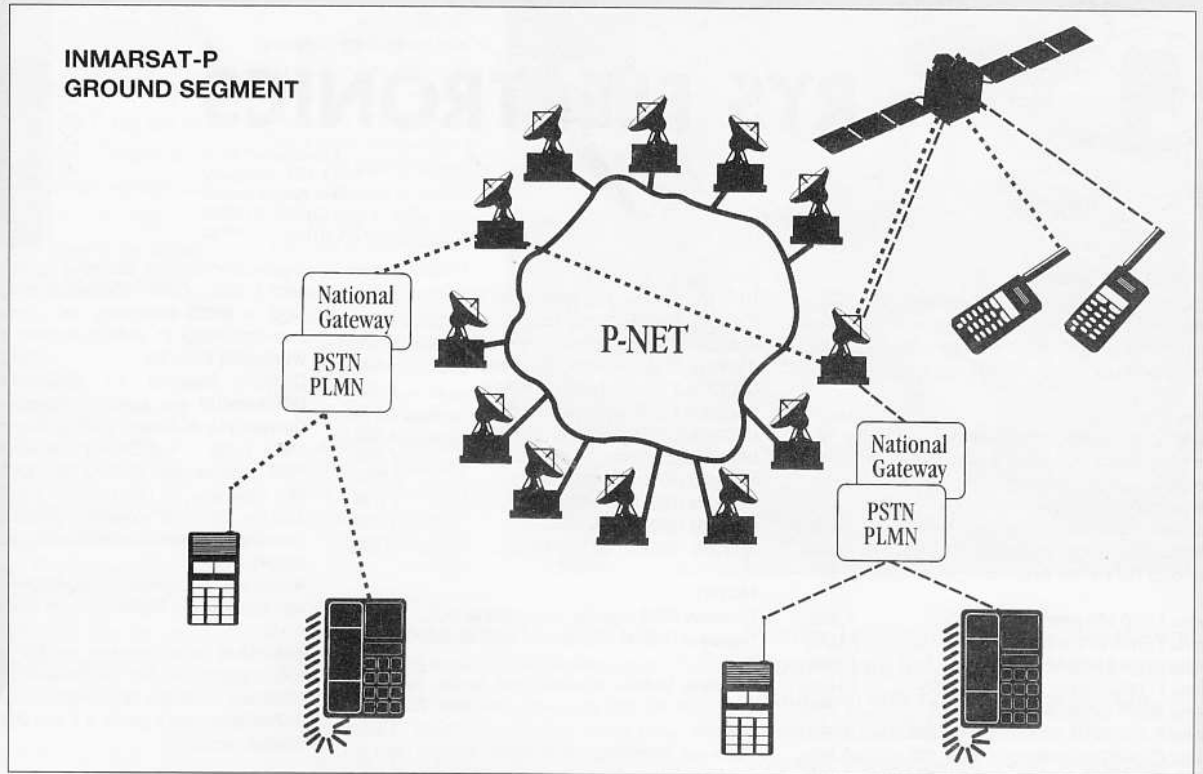 INMARSAT-P
GROUND SEGMENT
National
Gateway
PSTN
PLMN
P-NET
National
Gateway
PSTN
PLMN